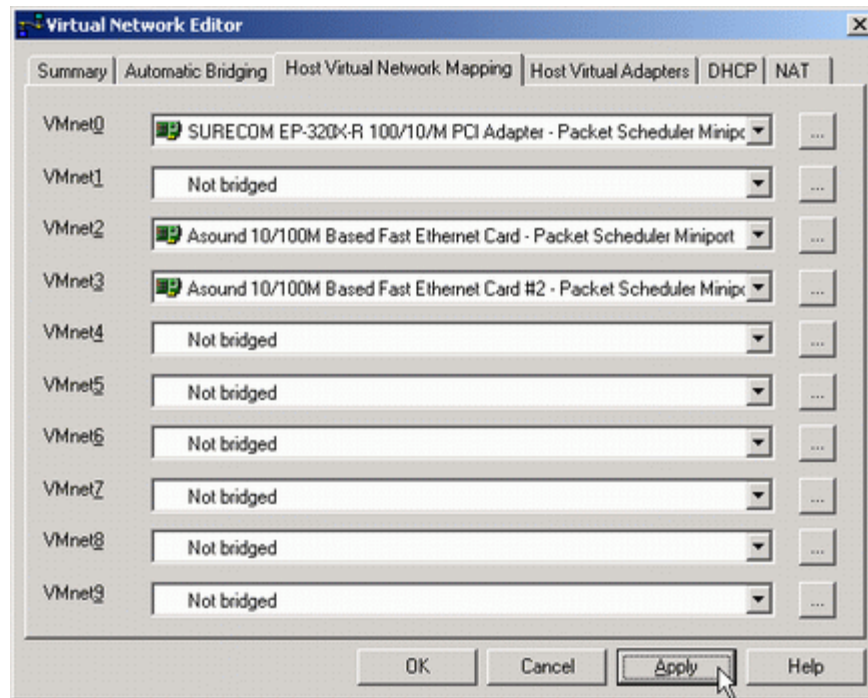 Virtual Network Editor
Summary Automatic Bridging Host Virtual Network Mapping Host Virtual Adapters DHCP NAT
VMnet0 SURECOM EP-320X-R 100/10/M PCI Adapter - Packet Scheduler Minipo
VMnet1 Not bridged
VMnet2 Asound 10/100M Based Fast Ethernet Card - Packet Scheduler Miniport
VMnet3 Asound 10/100M Based Fast Ethernet Card #2 - Packet Scheduler Minipo
VMnet4 Not bridged
VMnet5 Not bridged
VMnet6 Not bridged
VMnet7 Not bridged
VMnet8 Not bridged
VMnet9 Not bridged
OK Cancel Apply Help